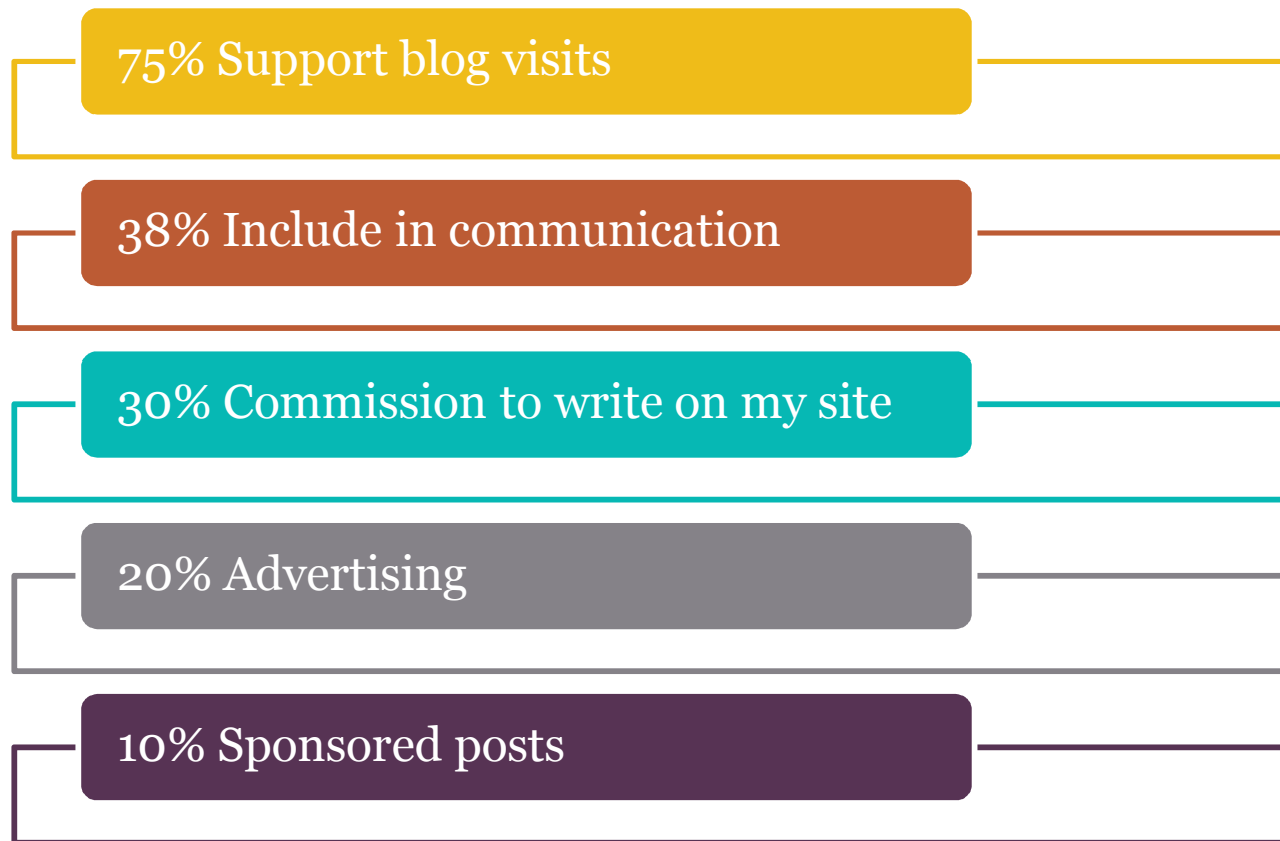 75% Support blog visits
38% Include in communication
30% Commission to write on my site
20% Advertising
10% Sponsored posts